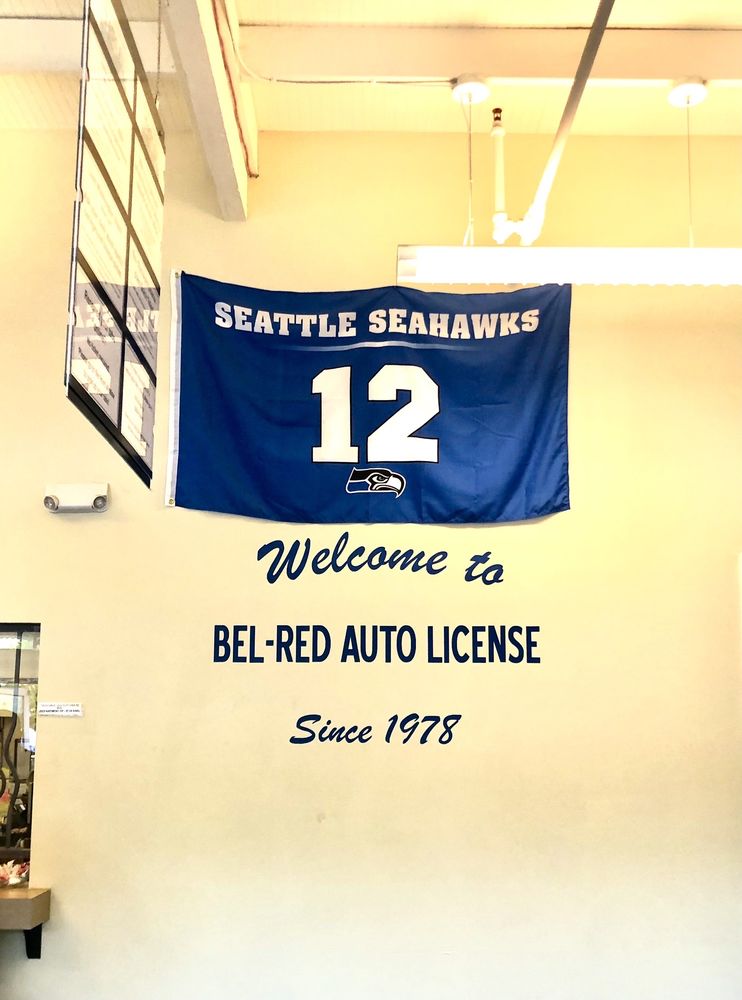 SEATTLE SEAHAWKS
12
Welcome to
BEL-RED AUTO LICENSE
Since 1978